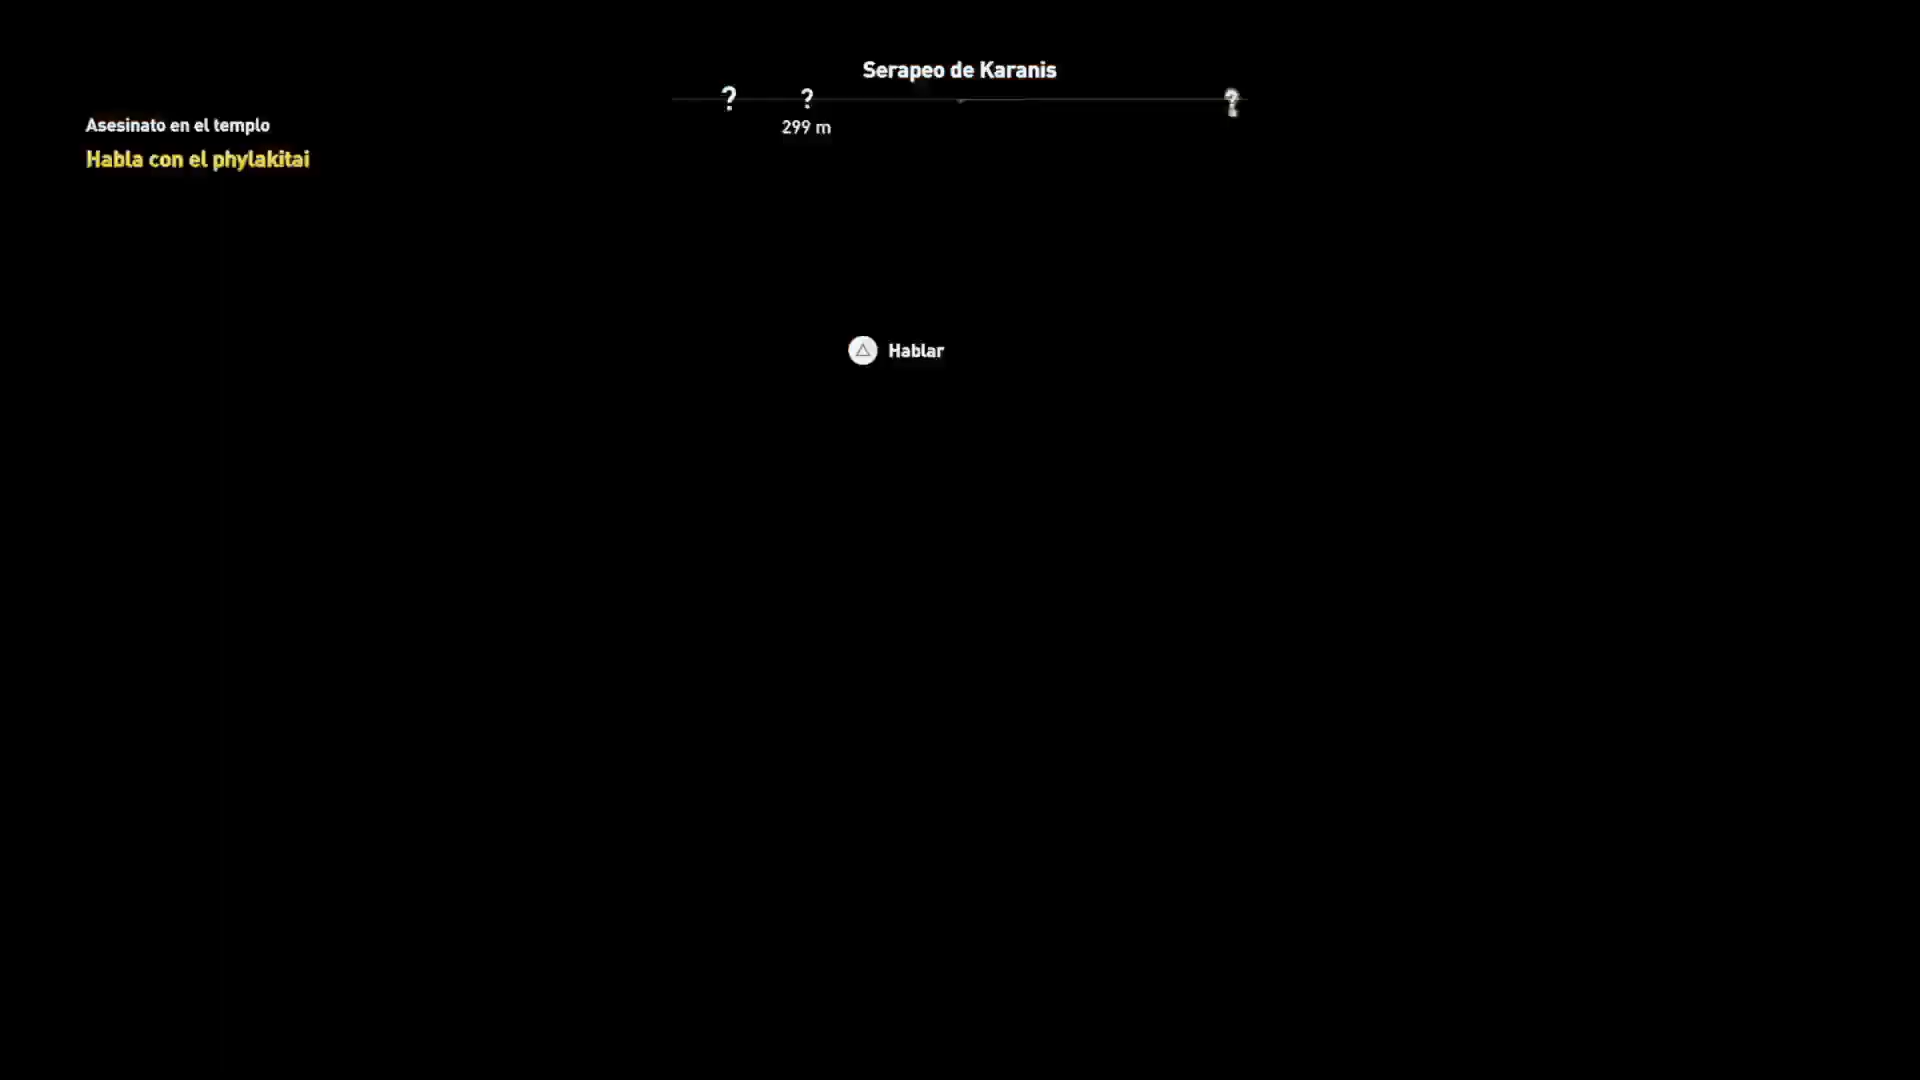 Serapeo de Karanis
? ? ?
299 m
Asesinato en el templo
Habla con el phylakitai
Hablar